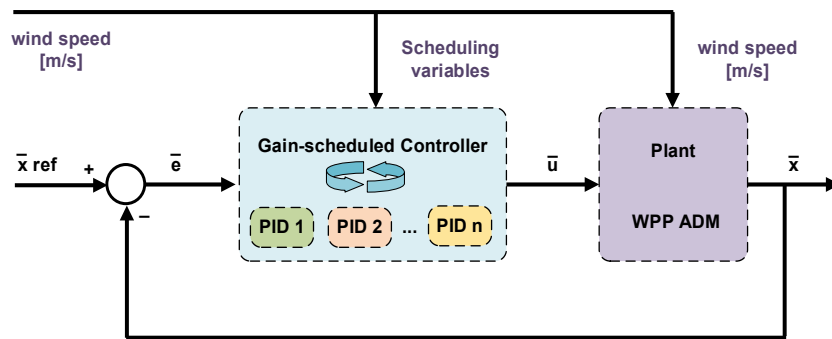 wind speed
[m/s]
Scheduling
variables
wind speed
[m/s]
x̄ ref
+
−
ē
Gain-scheduled Controller
PID 1
PID 2
...
PID n
ū
Plant
WPP ADM
x̄